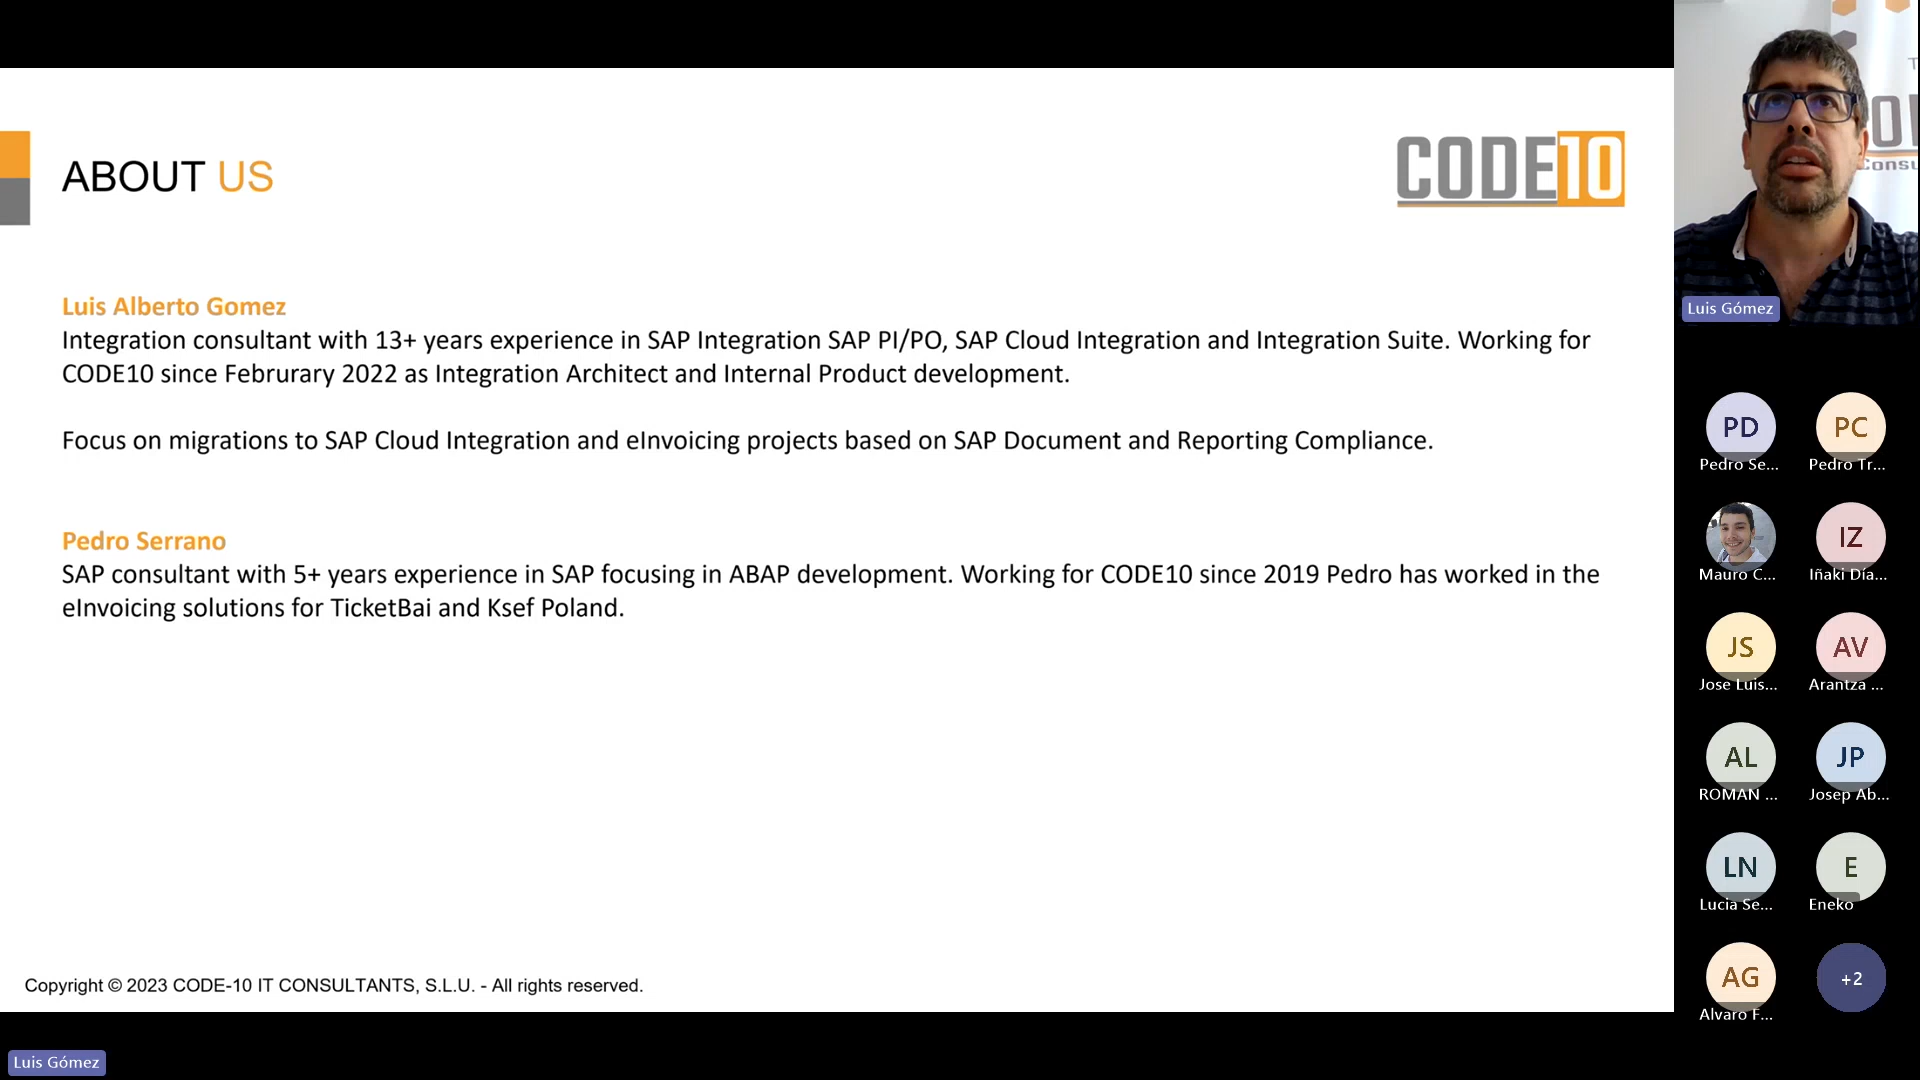 ABOUT US
CODE10
Luis Alberto Gomez
Integration consultant with 13+ years experience in SAP Integration SAP PI/PO, SAP Cloud Integration and Integration Suite. Working for
CODE10 since Februrary 2022 as Integration Architect and Internal Product development.
Focus on migrations to SAP Cloud Integration and eInvoicing projects based on SAP Document and Reporting Compliance.
Pedro Serrano
SAP consultant with 5+ years experience in SAP focusing in ABAP development. Working for CODE10 since 2019 Pedro has worked in the
eInvoicing solutions for TicketBai and Ksef Poland.
Copyright © 2023 CODE-10 IT CONSULTANTS, S.L.U. - All rights reserved.
Luis Gómez
Luis Gómez
PD
Pedro Se...
PC
Pedro Tr...
Mauro C...
IZ
Iñaki Día...
JS
Jose Luis...
AV
Arantza ...
AL
ROMAN ...
JP
Josep Ab...
LN
Lucia Se...
E
Eneko
AG
Alvaro F...
+2